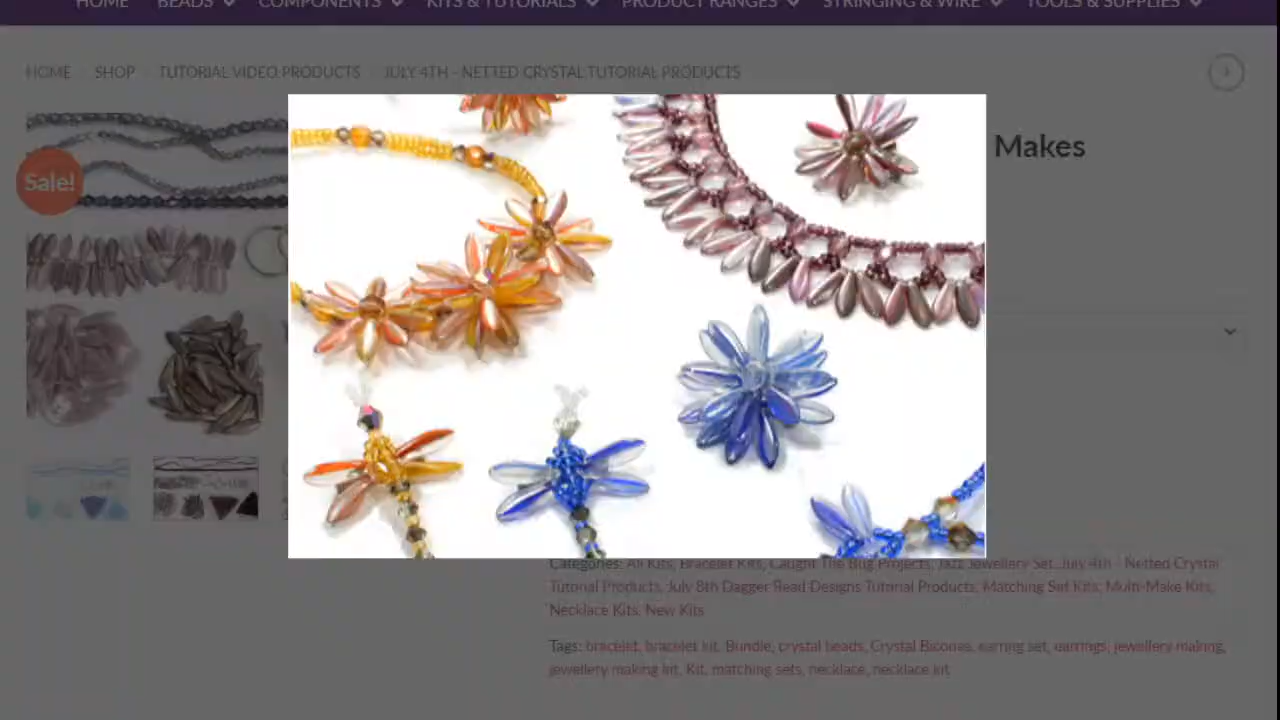 HOME BEADS COMPONENTS KITS & TUTORIALS PRODUCT RANGES STRINGING & WIRE TOOLS & SUPPLIES
HOME SHOP TUTORIAL VIDEO PRODUCTS JULY 4TH - NETTED CRYSTAL TUTORIAL PRODUCTS
Makes
Sale!
Categories: All Kits, Bracelet Kits, Caught The Bug Projects, Jazz Jewellery Set, July 4th - Netted Crystal
Tutorial Products, July 8th Dagger Bead Designs Tutorial Products, Matching Set Kits, Multi-Make Kits,
Necklace Kits, New Kits
Tags: bracelet, bracelet kit, Bundle, crystal beads, Crystal Bicones, earring set, earrings, jewellery making,
jewellery making kit, Kit, matching sets, necklace, necklace kit